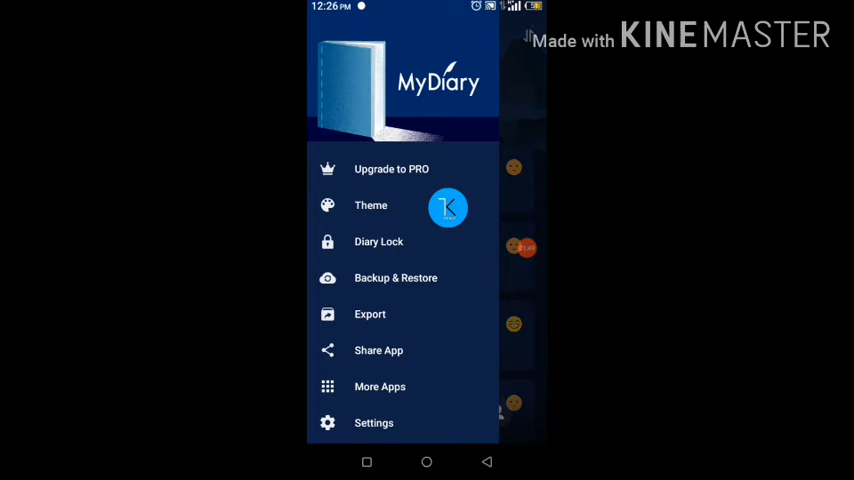 12:26 PM
Made with KINEMASTER
MyDiary
Upgrade to PRO
Theme
Diary Lock
Backup & Restore
Export
Share App
More Apps
Settings